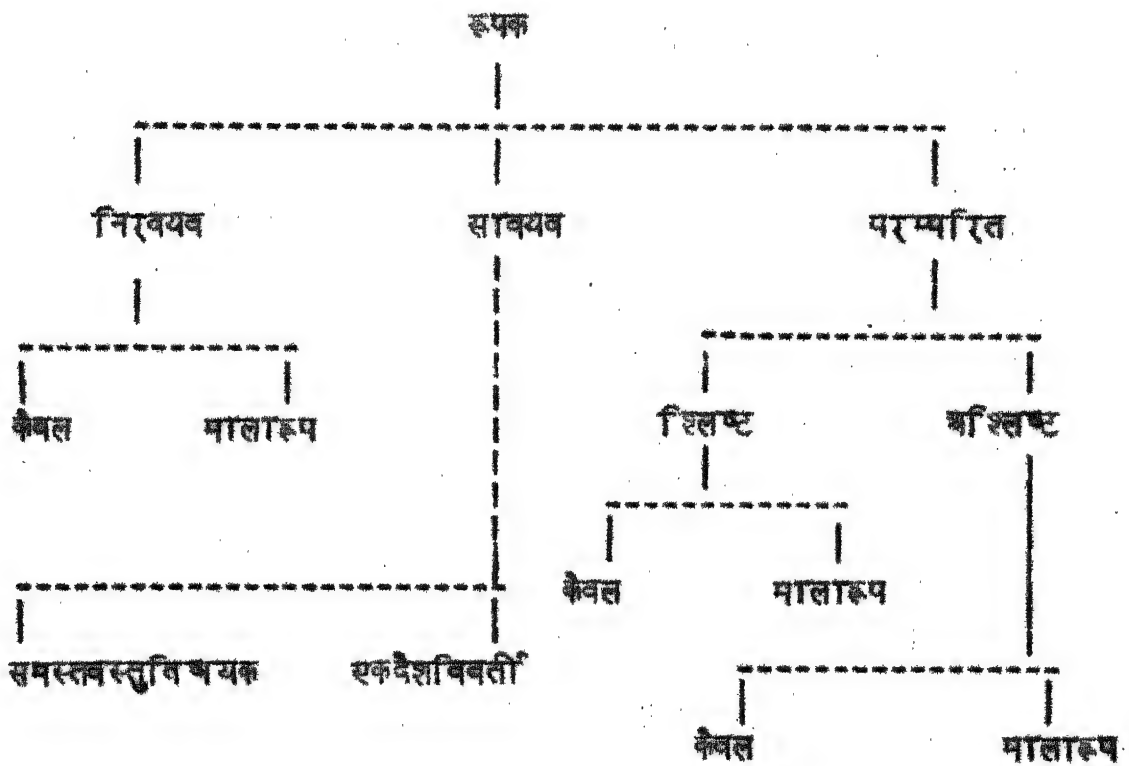 रूपक
निरवयव सावयव परम्परित
केवल मालारूप श्लिष्ट अश्लिष्ट
केवल मालारूप
समस्तवस्तुविषयक एकदेशविवर्ती
केवल मालारूप